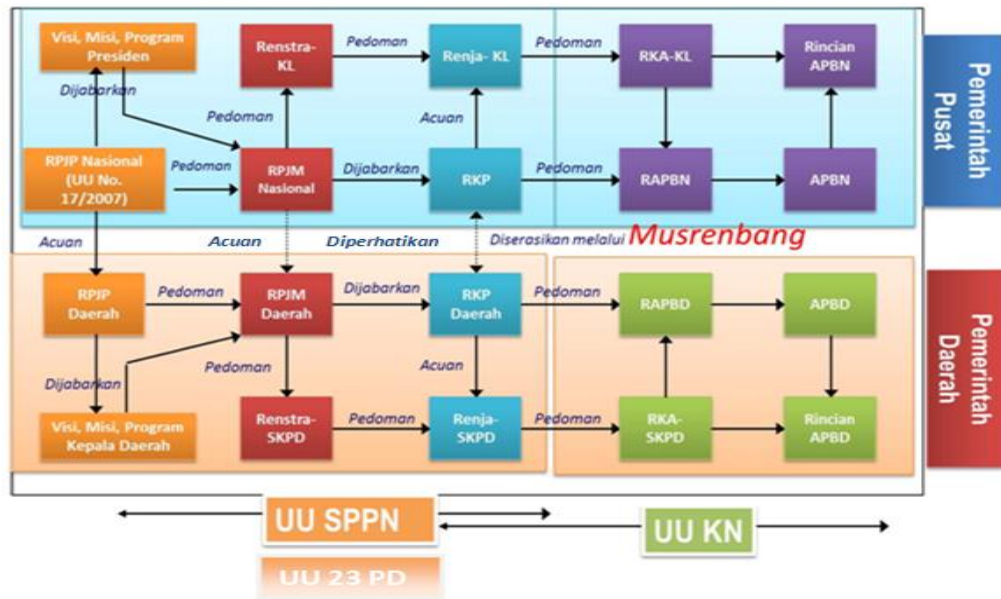 Visi, Misi, Program
Presiden
Renstra-
KL
Pedoman
Renja- KL
Pedoman
RKA-KL
Rincian
APBN
Pemerintah
Pusat
Dijabarkan
Pedoman
Acuan
RPJP Nasional
(UU No.
17/2007)
Pedoman
RPJM
Nasional
Dijabarkan
RKP
Pedoman
RAPBN
APBN
Acuan
Acuan
Diperhatikan
Diserasikan melalui Musrenbang
RPJP
Daerah
Pedoman
RPJM
Daerah
Dijabarkan
RKP
Daerah
Pedoman
RAPBD
APBD
Pemerintah
Daerah
Dijabarkan
Pedoman
Acuan
Visi, Misi, Program
Kepala Daerah
Renstra-
SKPD
Pedoman
Renja-
SKPD
Pedoman
RKA-
SKPD
Rincian
APBD
UU SPPN
UU KN
UU 23 PD